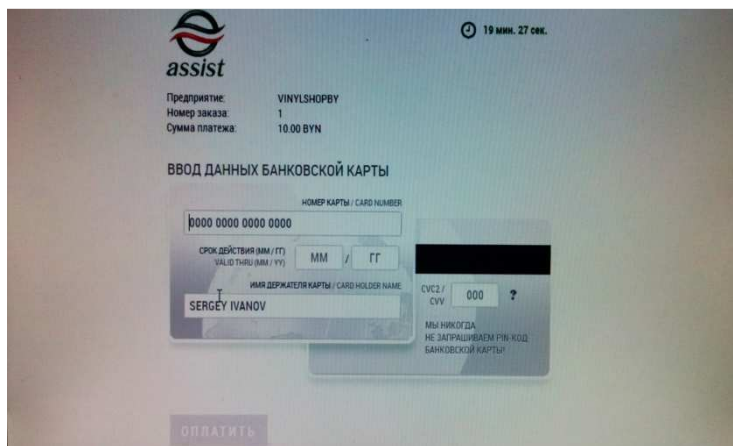 assist
19 мин. 27 сек.
Предприятие: VINYLSHOPBY
Номер заказа: 1
Сумма платежа: 10.00 BYN
ВВОД ДАННЫХ БАНКОВСКОЙ КАРТЫ
НОМЕР КАРТЫ / CARD NUMBER
0000 0000 0000 0000
СРОК ДЕЙСТВИЯ (ММ / ГГ)
VALID THRU (MM / YY)
ММ / ГГ
ИМЯ ДЕРЖАТЕЛЯ КАРТЫ / CARD HOLDER NAME
SERGEY IVANOV
CVC2 /
CVV
000 ?
МЫ НИКОГДА
НЕ ЗАПРАШИВАЕМ PIN-КОД
БАНКОВСКОЙ КАРТЫ!
ОПЛАТИТЬ